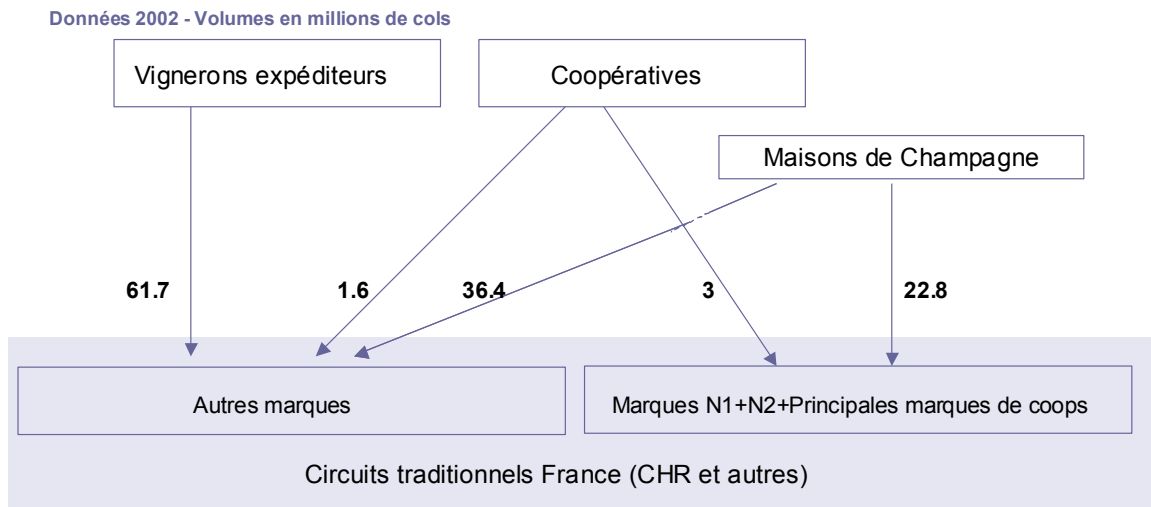 Données 2002 - Volumes en millions de cols
Vignerons expéditeurs
Coopératives
Maisons de Champagne
61.7
1.6
36.4
3
22.8
Autres marques
Marques N1+N2+Principales marques de coops
Circuits traditionnels France (CHR et autres)